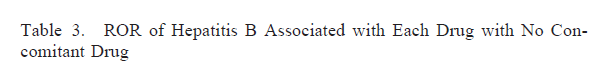 Table 3. ROR of Hepatitis B Associated with Each Drug with No Con-
comitant Drug